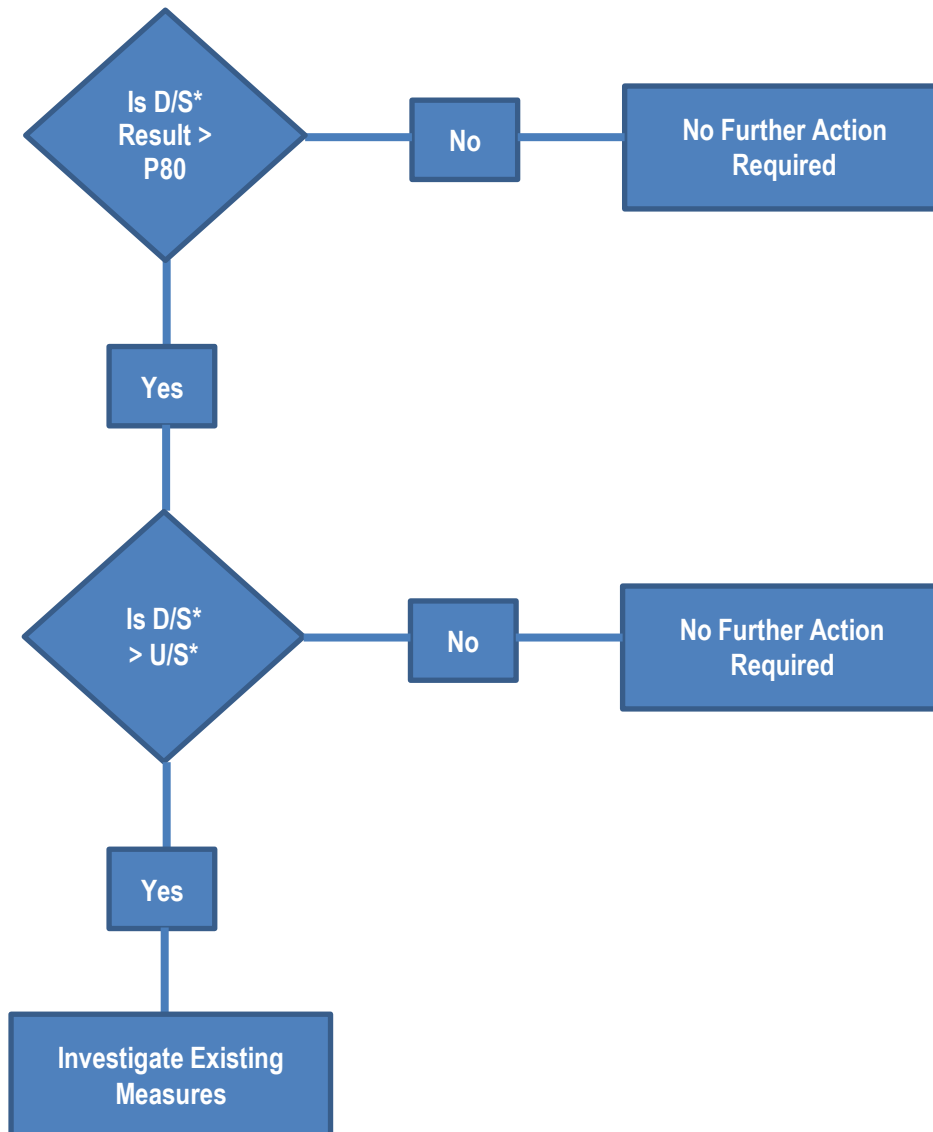 Is D/S*
Result >
P80
No
No Further Action
Required
Yes
Is D/S*
> U/S*
No
No Further Action
Required
Yes
Investigate Existing
Measures